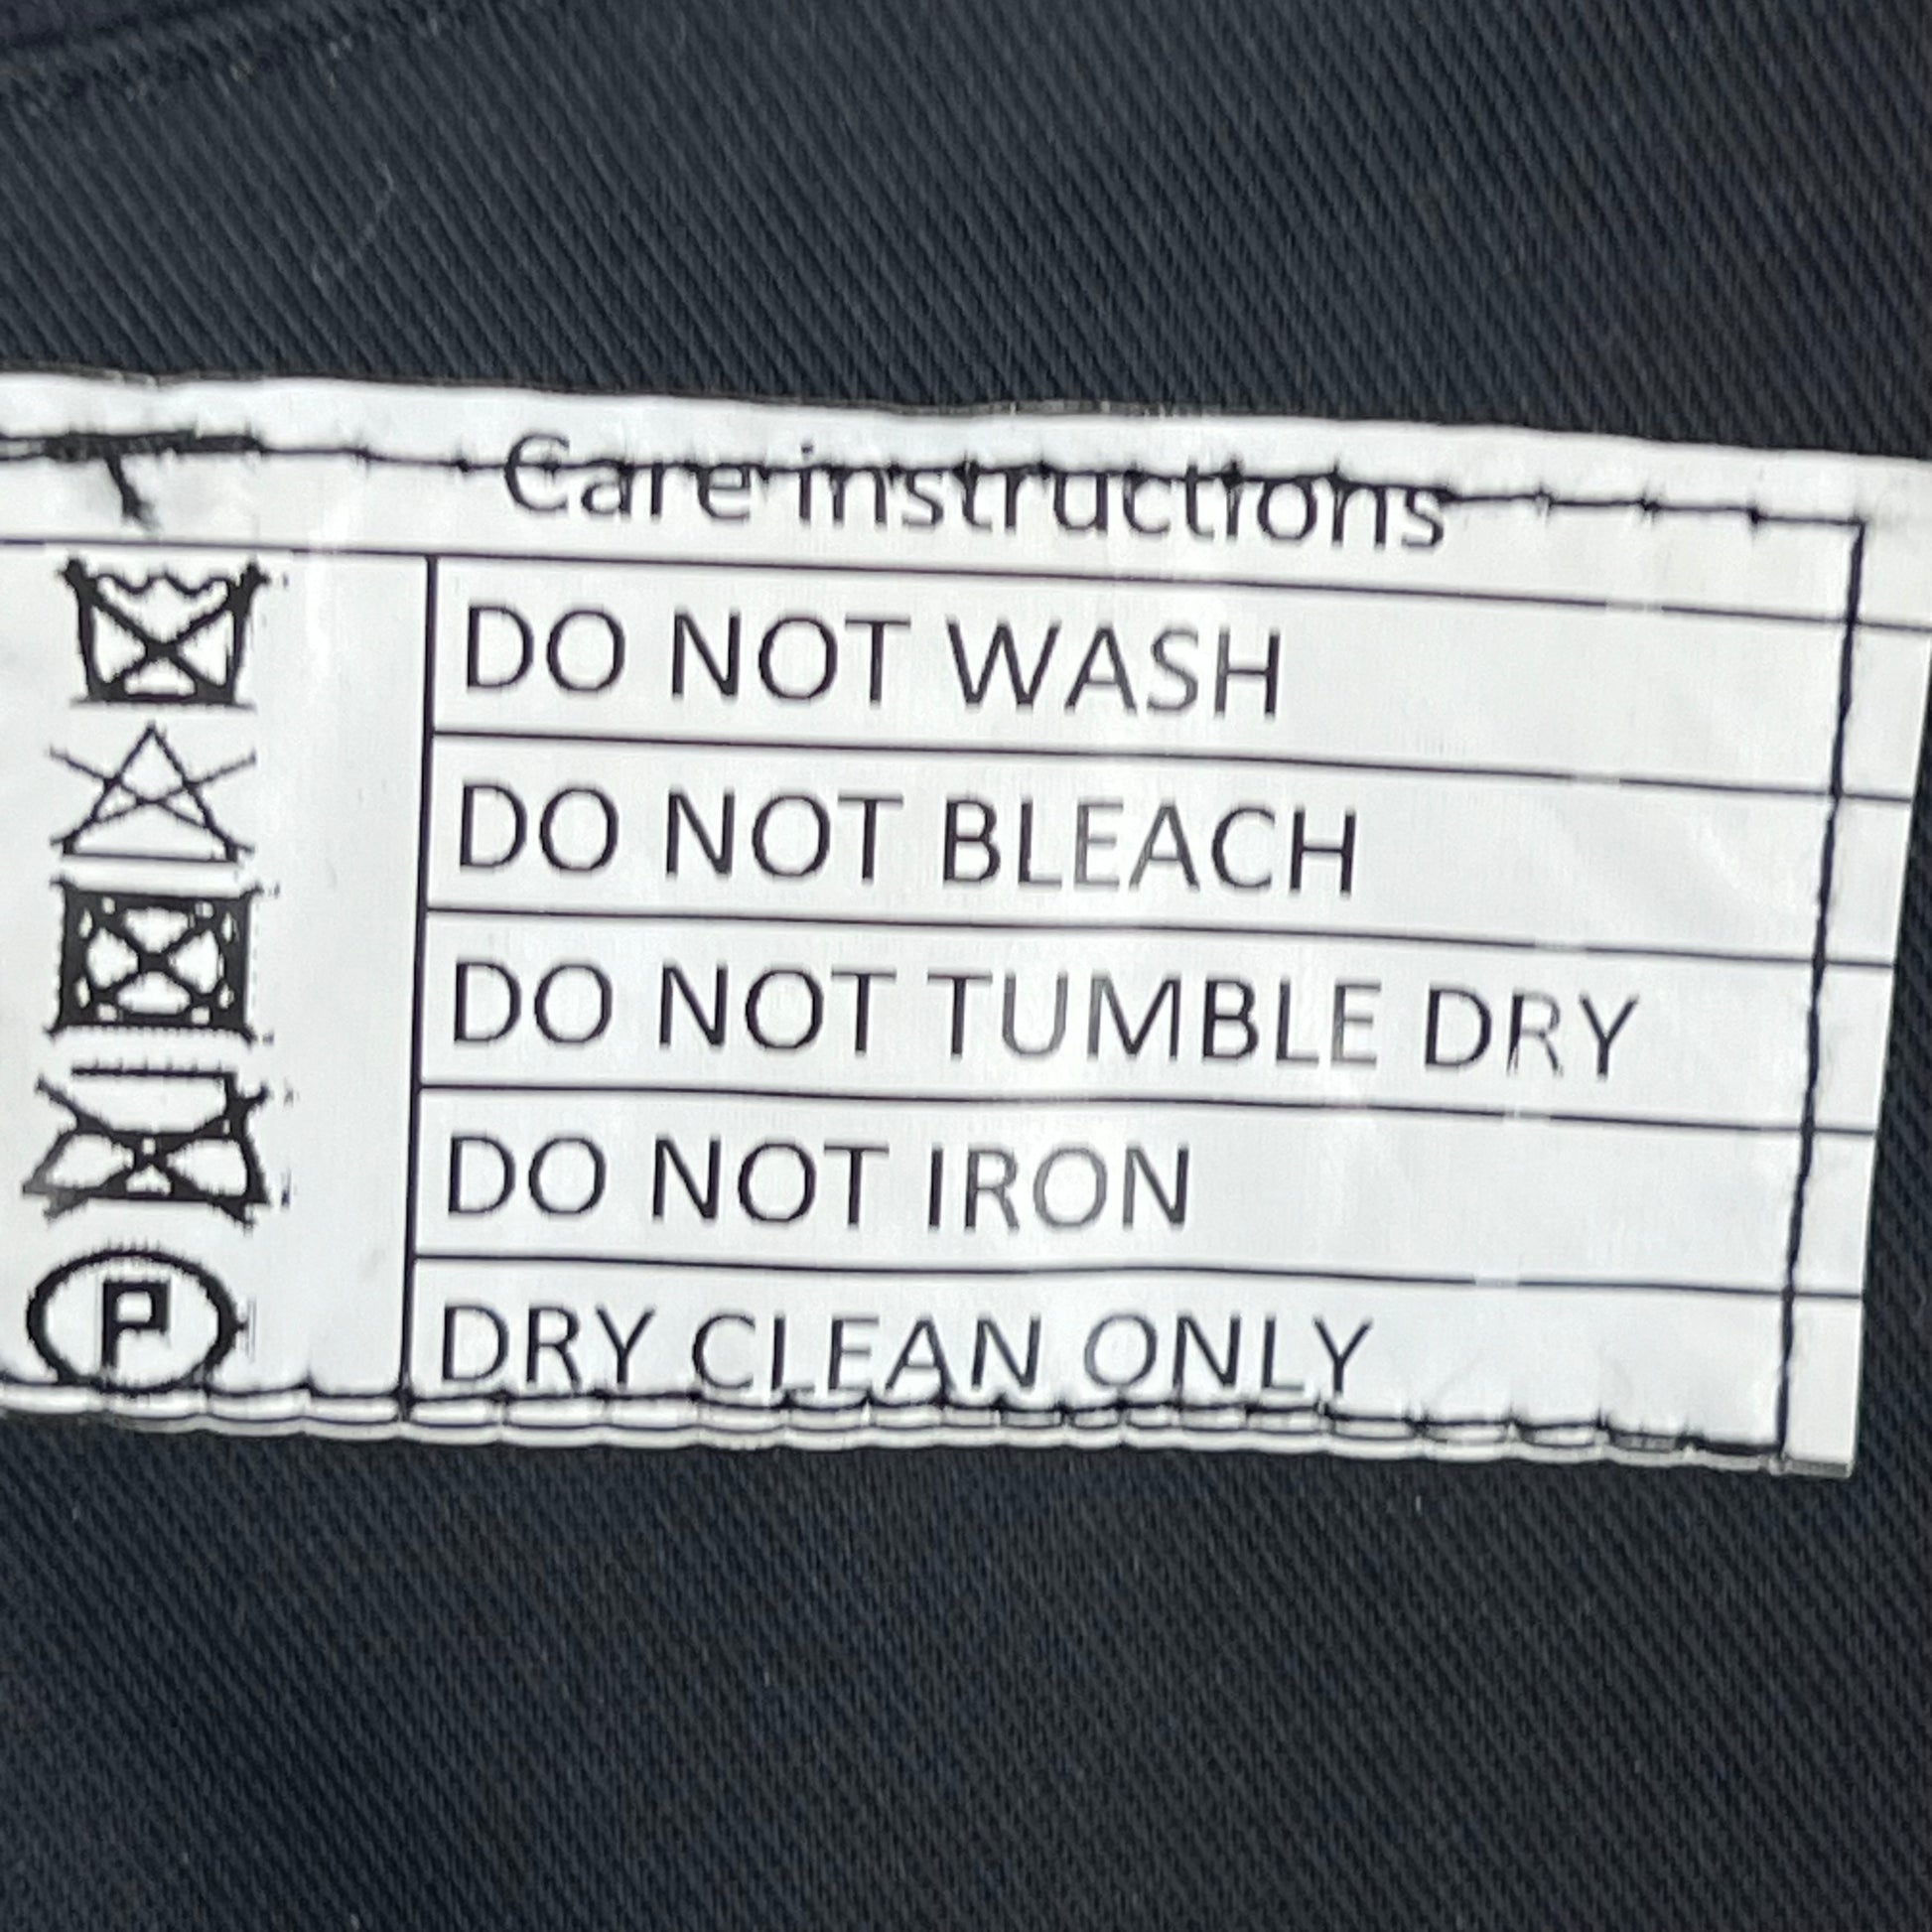 Care instructions
DO NOT WASH
DO NOT BLEACH
DO NOT TUMBLE DRY
DO NOT IRON
P
DRY CLEAN ONLY